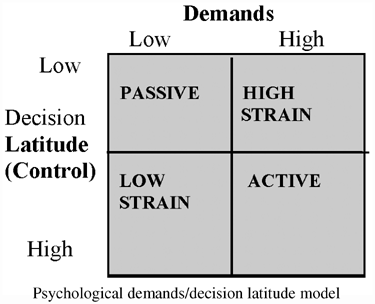 Demands
Low High
Low
Decision
Latitude
(Control)
High
PASSIVE
HIGH
STRAIN
LOW
STRAIN
ACTIVE
Psychological demands/decision latitude model